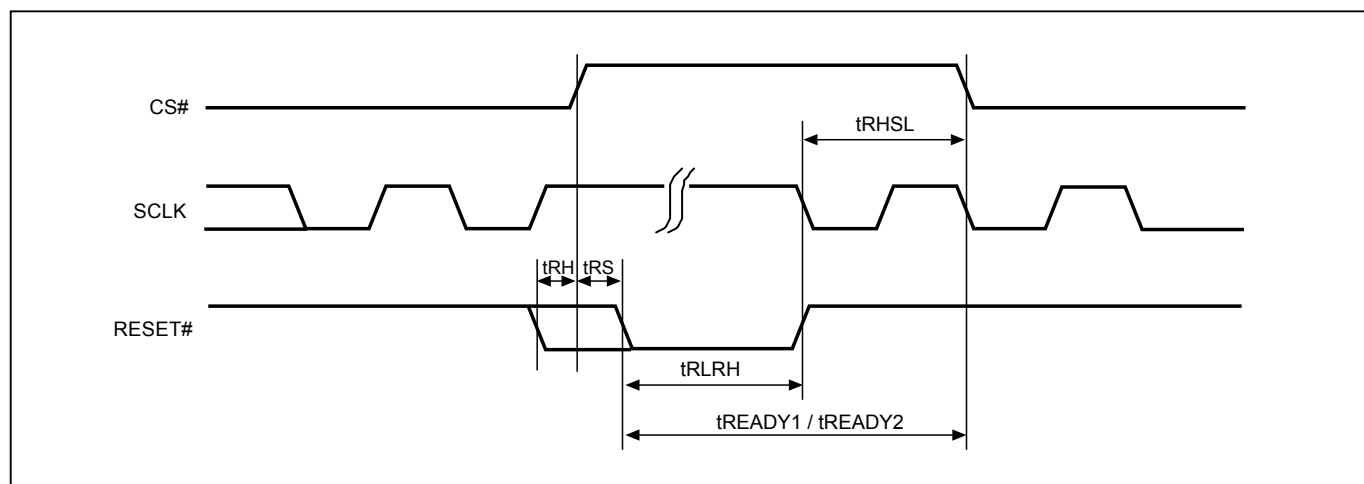 CS#
tRHSL
SCLK
tRH tRS
RESET#
tRLRH
tREADY1 / tREADY2